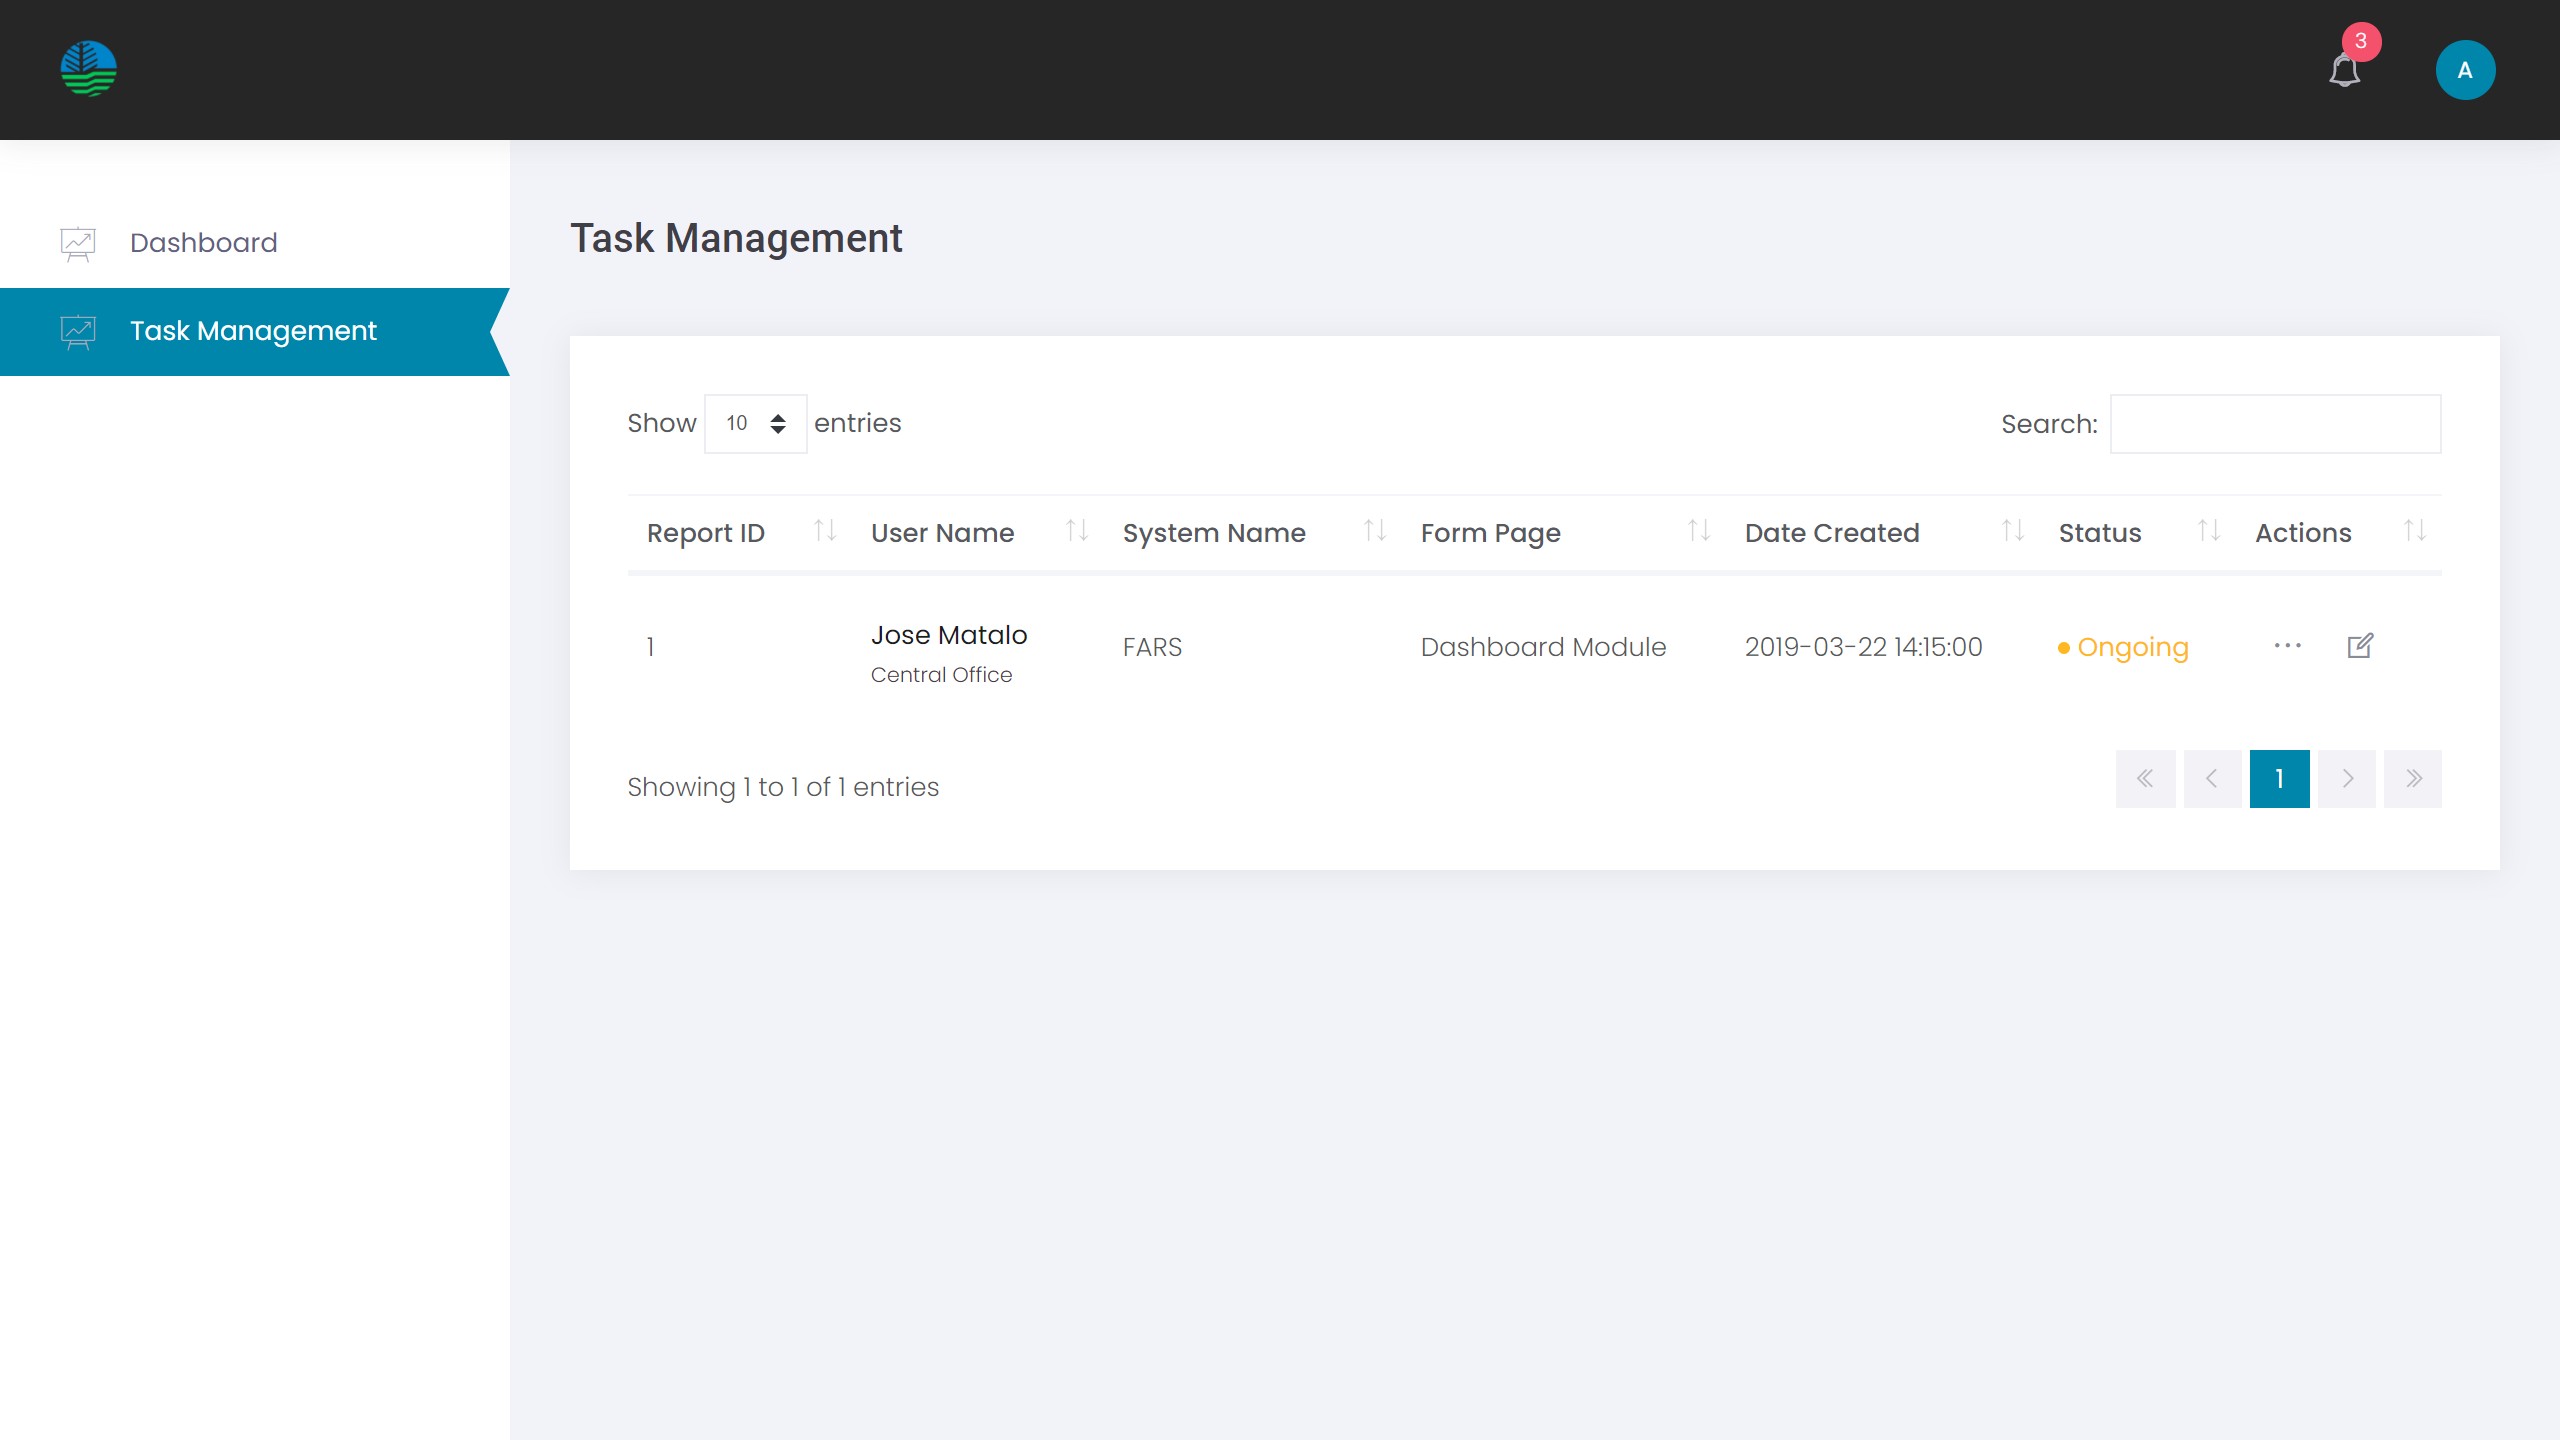 3
A
Dashboard
Task Management
Task Management
Show 10 entries
Search:
Report ID User Name System Name Form Page Date Created Status Actions
1 Jose Matalo FARS Dashboard Module 2019-03-22 14:15:00 Ongoing
Central Office
Showing 1 to 1 of 1 entries
1